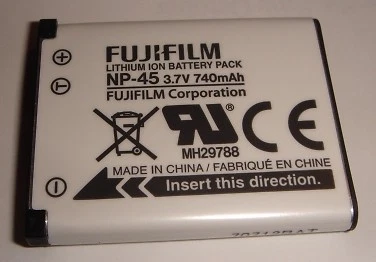 FUJIFILM
LITHIUM ION BATTERY PACK
NP-45 3.7V 740mAh
FUJIFILM Corporation
MH29788
MADE IN CHINA / FABRIQUÉ EN CHINE
Insert this direction.